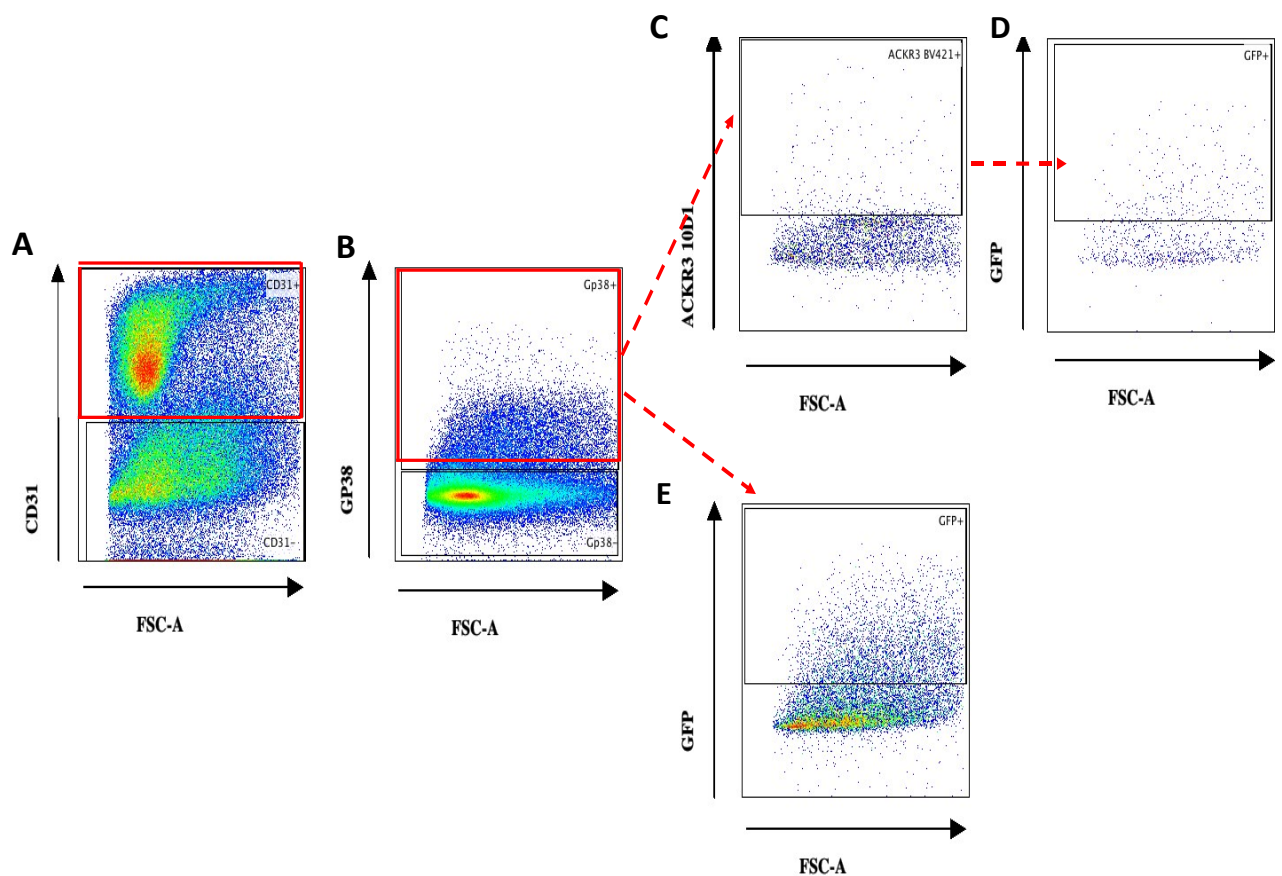 A
CD31+
CD31-
CD31
FSC-A
B
Gp38+
Gp38-
GP38
FSC-A
C
ACKR3 BV421+
ACKR3 10D1
FSC-A
D
GFP+
GFP
FSC-A
E
GFP+
GFP
FSC-A